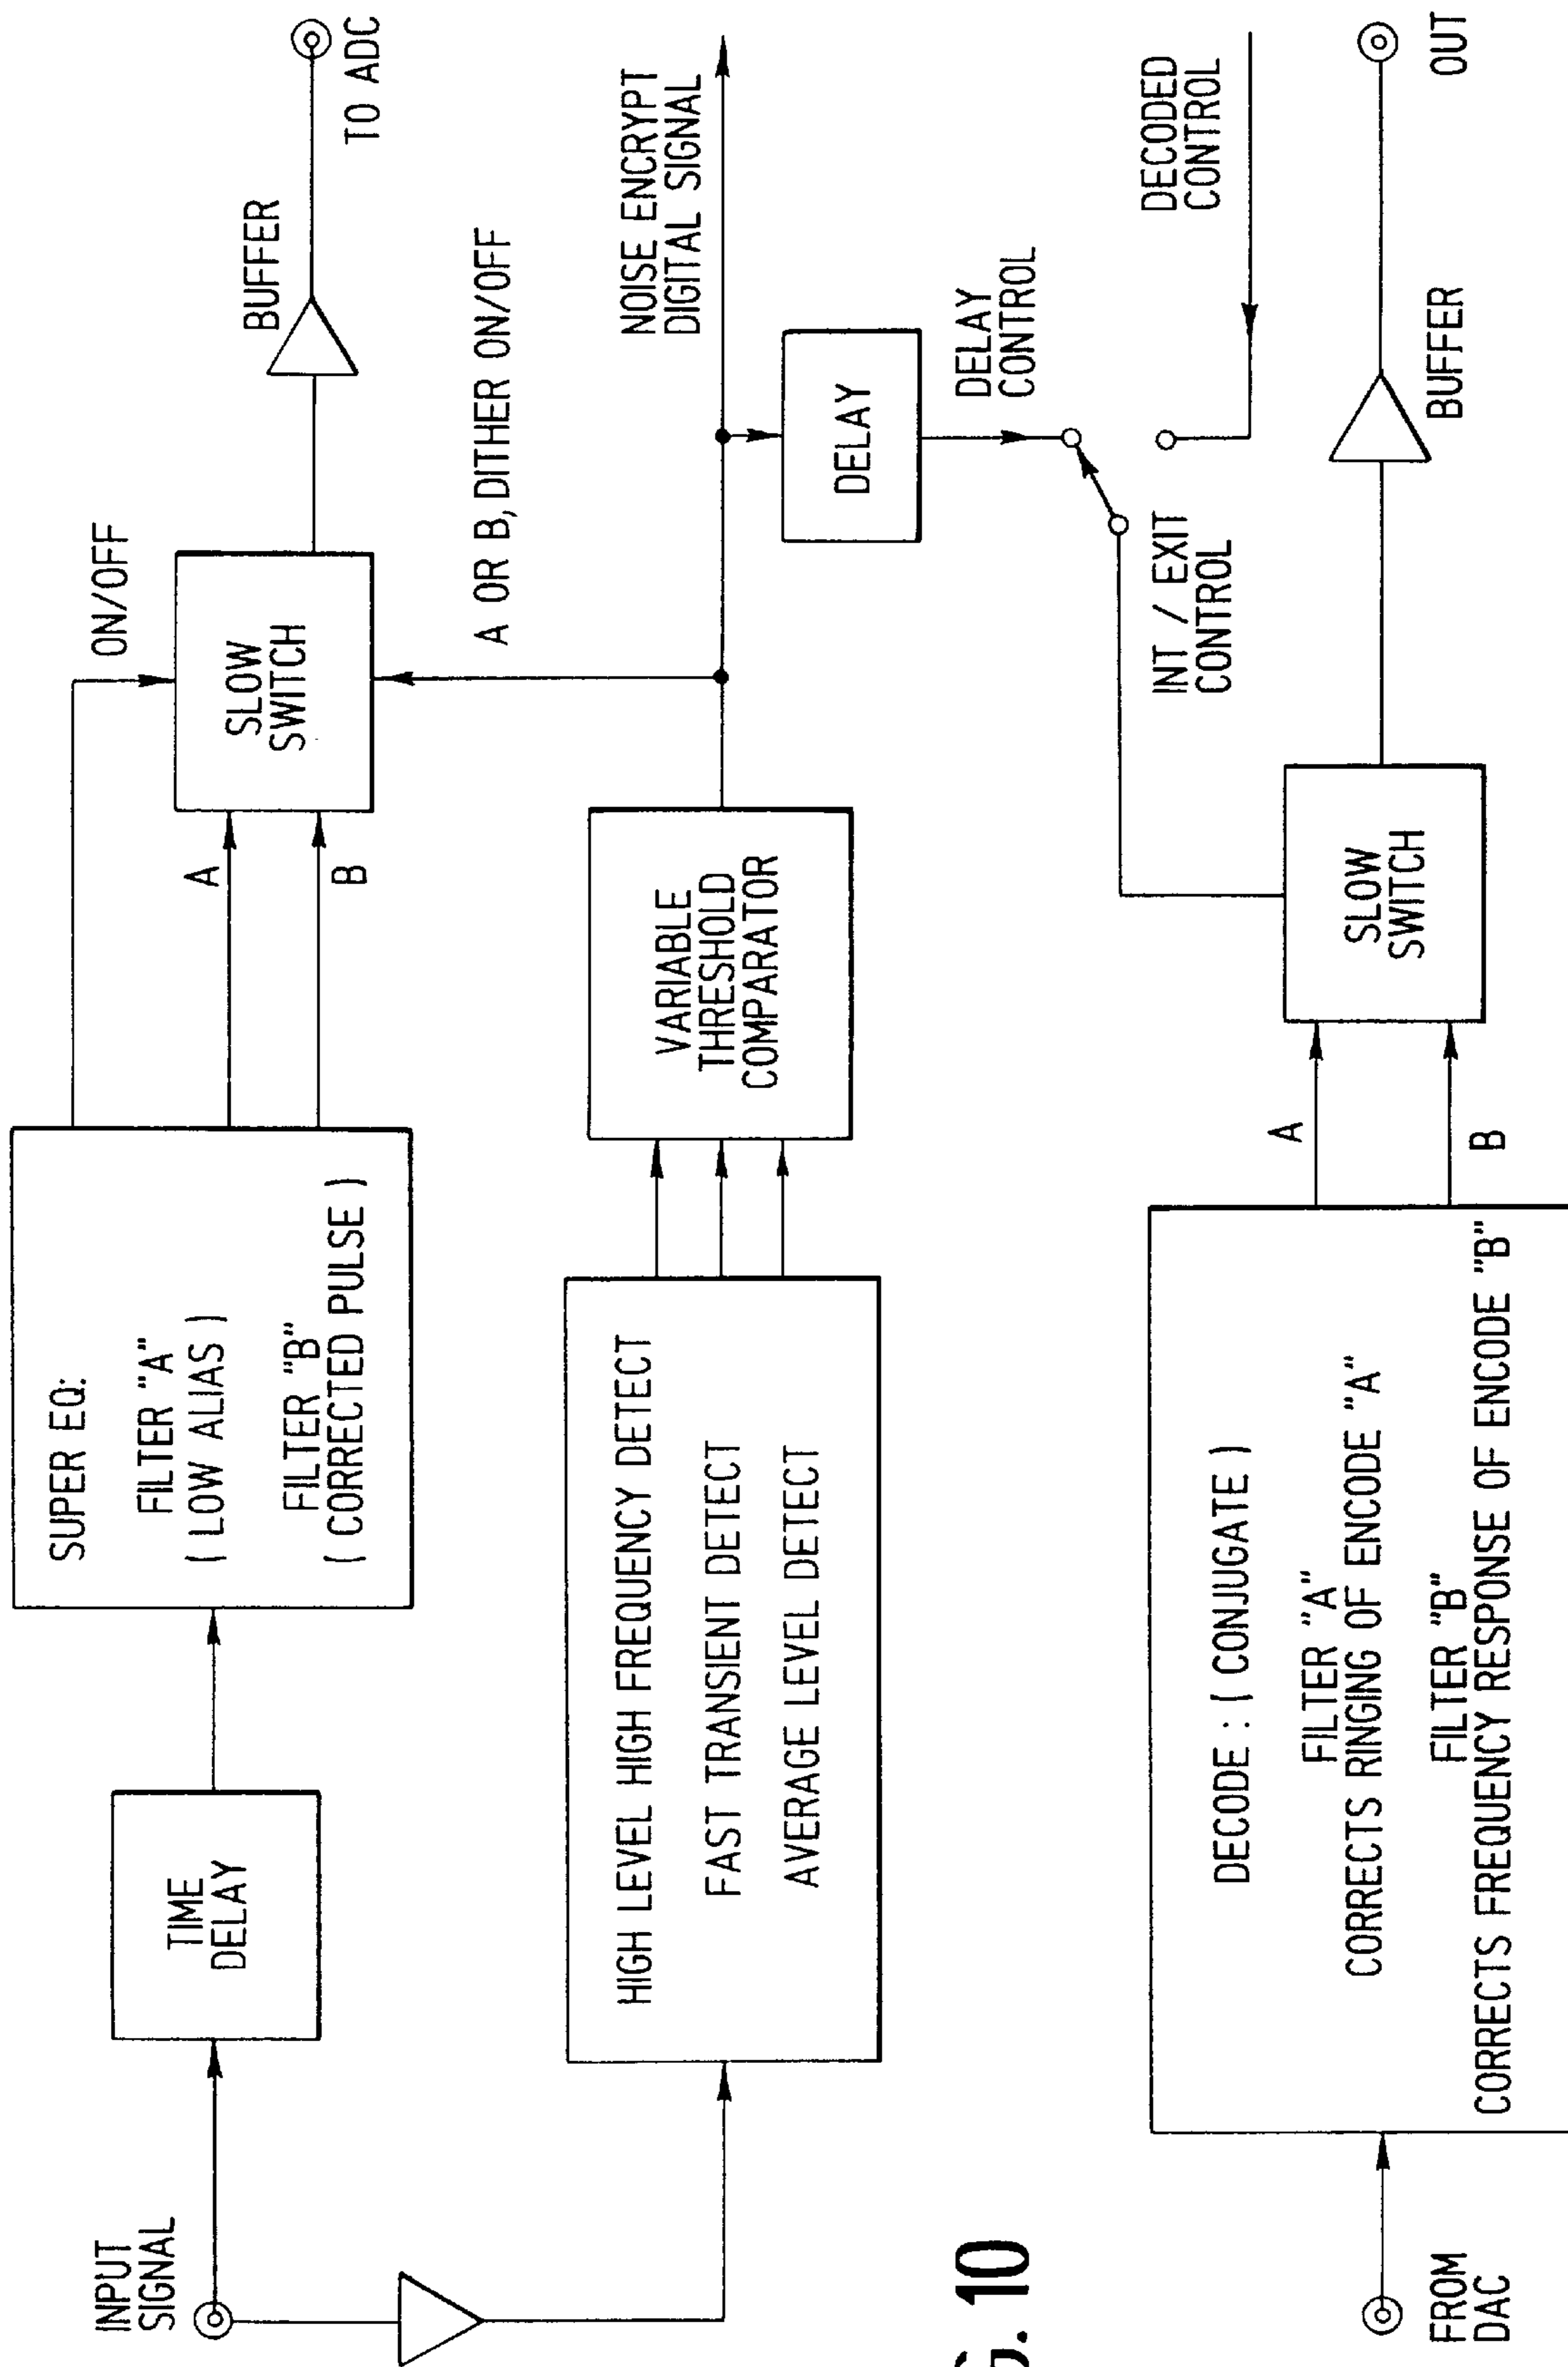 INPUT
SIGNAL
TIME
DELAY
SUPER EQ:
FILTER "A"
( LOW ALIAS )
FILTER "B"
( CORRECTED PULSE )
A
B
ON/OFF
SLOW
SWITCH
BUFFER
TO ADC
A OR B, DITHER ON/OFF
HIGH LEVEL HIGH FREQUENCY DETECT
FAST TRANSIENT DETECT
AVERAGE LEVEL DETECT
VARIABLE
THRESHOLD
COMPARATOR
NOISE ENCRYPT
DIGITAL SIGNAL
DELAY
DELAY
CONTROL
INT / EXIT
CONTROL
DECODED
CONTROL
G. 10
FROM
DAC
DECODE : ( CONJUGATE )
FILTER "A"
CORRECTS RINGING OF ENCODE "A"
FILTER "B"
CORRECTS FREQUENCY RESPONSE OF ENCODE "B"
A
B
SLOW
SWITCH
BUFFER
OUT